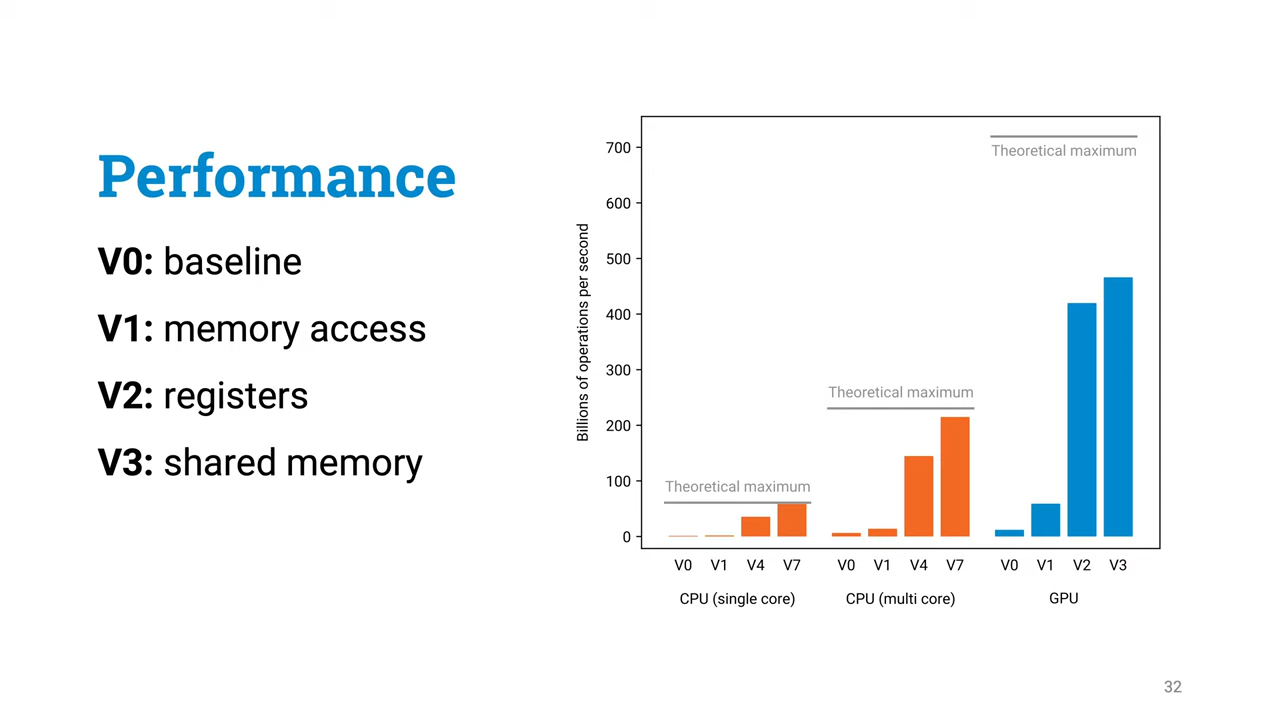 Performance
V0: baseline
V1: memory access
V2: registers
V3: shared memory
Billions of operations per second
700
600
500
400
300
200
100
0
Theoretical maximum
Theoretical maximum
Theoretical maximum
V0 V1 V4 V7 V0 V1 V4 V7 V0 V1 V2 V3
CPU (single core) CPU (multi core) GPU
32